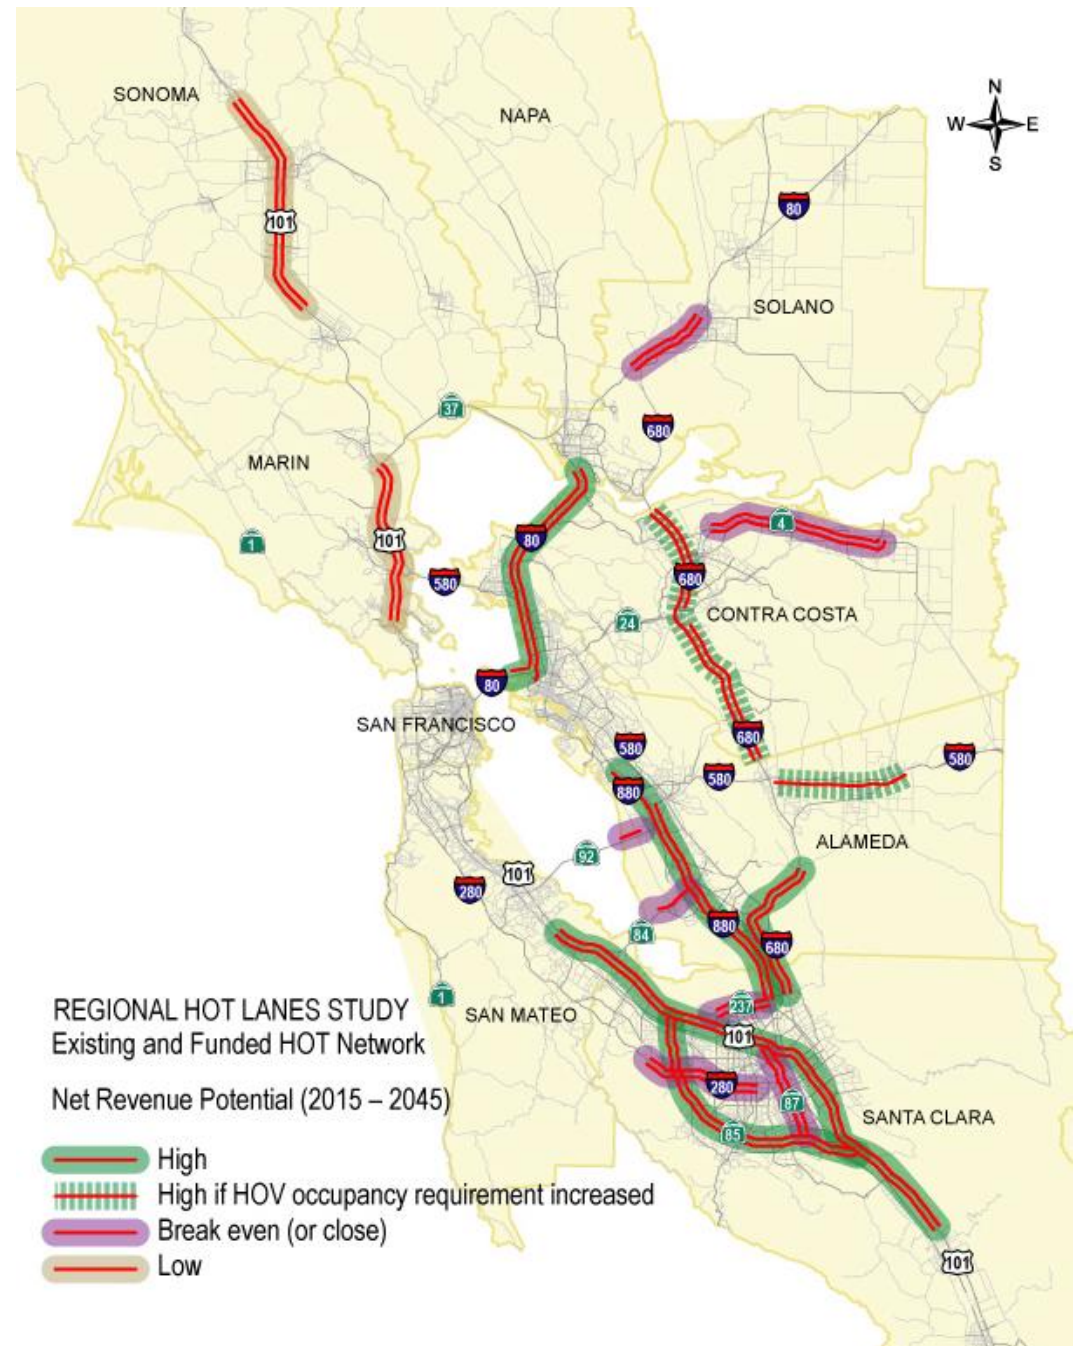 N
W E
S
SONOMA
NAPA
80
101
SOLANO
37
680
MARIN
4
1
101
80
580
680
24
CONTRA COSTA
80
SAN FRANCISCO
680
580
580
580
880
ALAMEDA
92
101
280
880
84
680
1
237
SAN MATEO
101
280
87
SANTA CLARA
85
101
REGIONAL HOT LANES STUDY
Existing and Funded HOT Network
Net Revenue Potential (2015 – 2045)
High
High if HOV occupancy requirement increased
Break even (or close)
Low